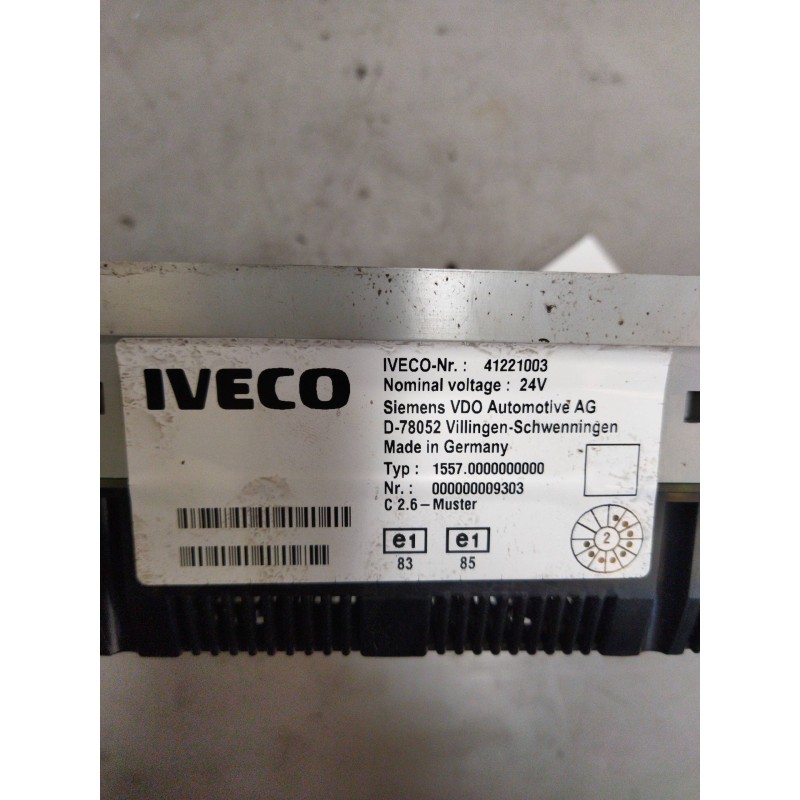 IVECO
IVECO-Nr. : 41221003
Nominal voltage : 24V
Siemens VDO Automotive AG
D-78052 Villingen-Schwenningen
Made in Germany
Typ : 1557.0000000000
Nr. : 000000009303
C 2.6 – Muster
e1 e1
83 85
2